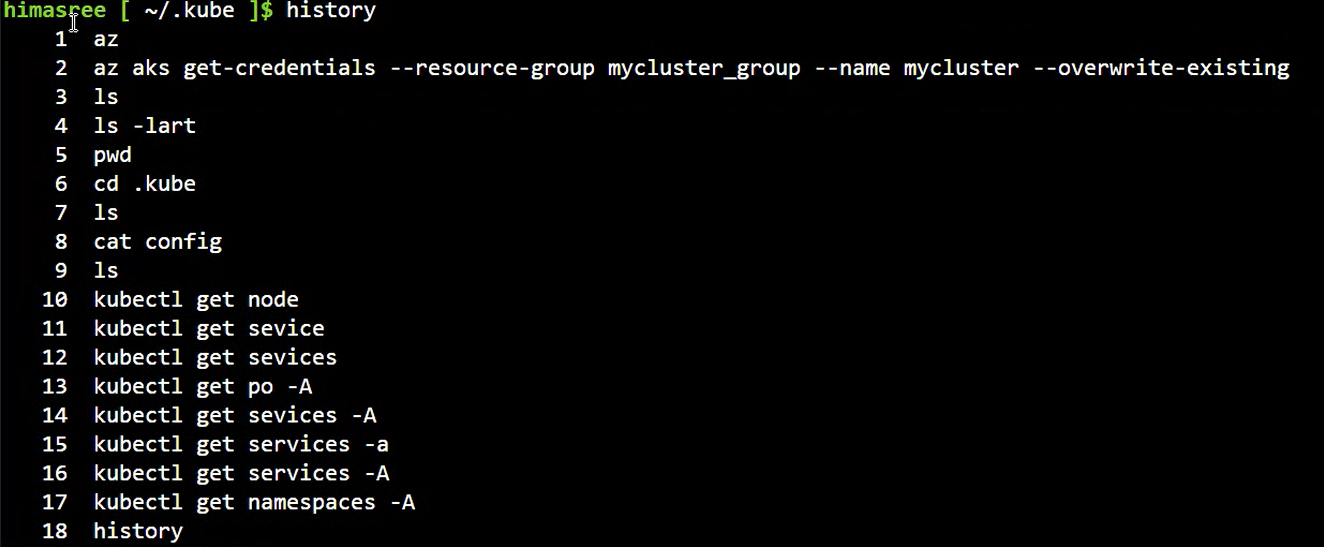 himasree [ ~/.kube ]$ history
1 az
2 az aks get-credentials --resource-group mycluster_group --name mycluster --overwrite-existing
3 ls
4 ls -lart
5 pwd
6 cd .kube
7 ls
8 cat config
9 ls
10 kubectl get node
11 kubectl get sevice
12 kubectl get sevices
13 kubectl get po -A
14 kubectl get sevices -A
15 kubectl get services -a
16 kubectl get services -A
17 kubectl get namespaces -A
18 history